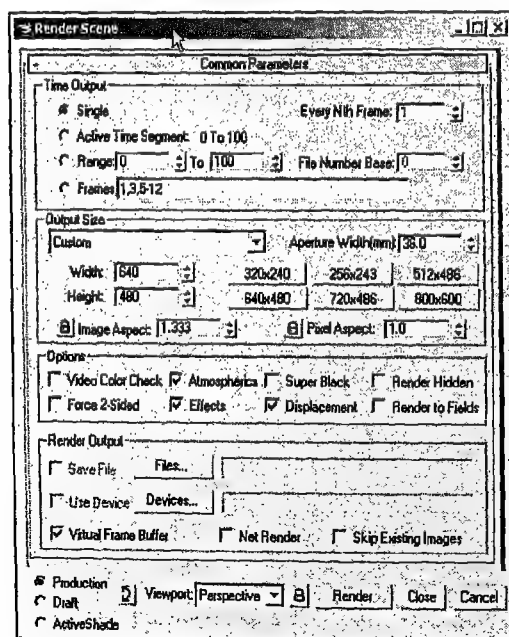 Render Scene
Common Parameters
Time Output
Single
Every Nth Frame: 1
Active Time Segment: 0 To 100
Range: 0 To 100 File Number Base: 0
Frames 1,3,5-12
Output Size
Custom Aperture Width(mm): 36.0
Width: 640 320x240 256x243 512x486
Height: 480 640x480 720x486 800x600
Image Aspect: 1.333 Pixel Aspect: 1.0
Options
Video Color Check Atmospherics Super Black Render Hidden
Force 2-Sided Effects Displacement Render to Fields
Render Output
Save File Files...
Use Device Devices...
Virtual Frame Buffer Net Render Skip Existing Images
Production
Draft Viewport: Perspective Render Close Cancel
ActiveShade